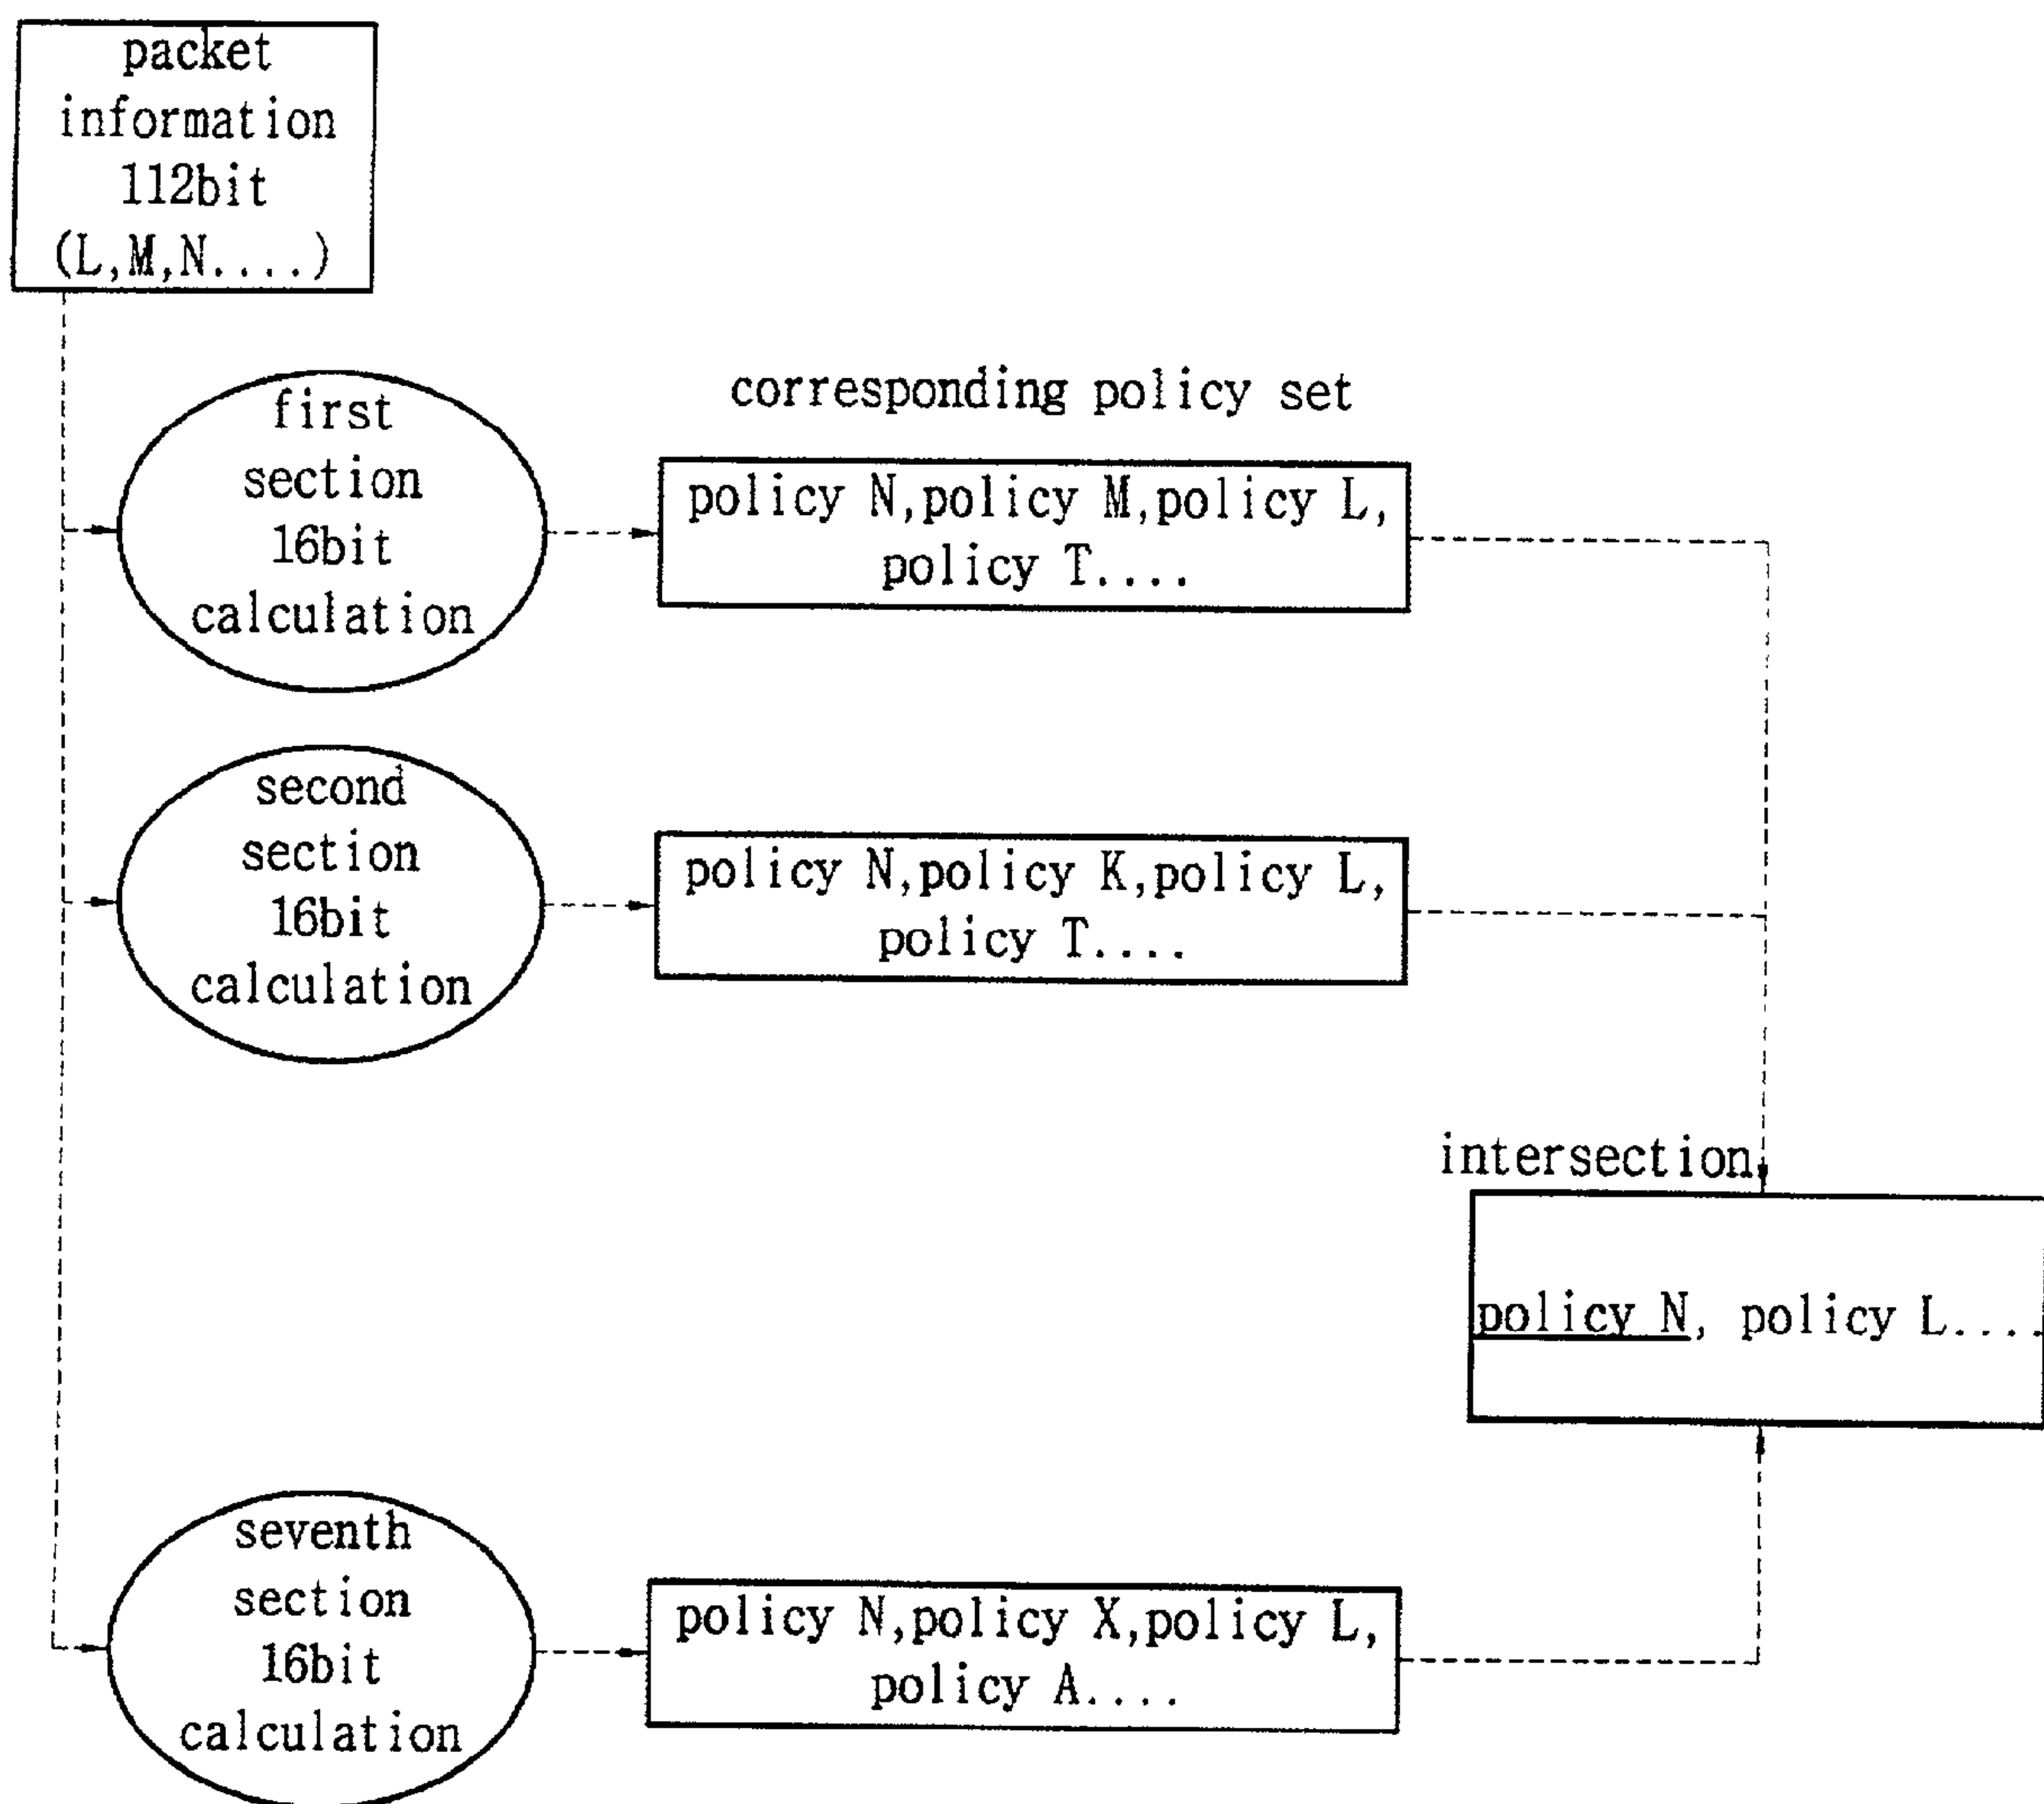 packet
information
112bit
(L,M,N....)
first
section
16bit
calculation
corresponding policy set
policy N,policy M,policy L,
policy T....
second
section
16bit
calculation
policy N,policy K,policy L,
policy T....
intersection
policy N, policy L....
seventh
section
16bit
calculation
policy N,policy X,policy L,
policy A....